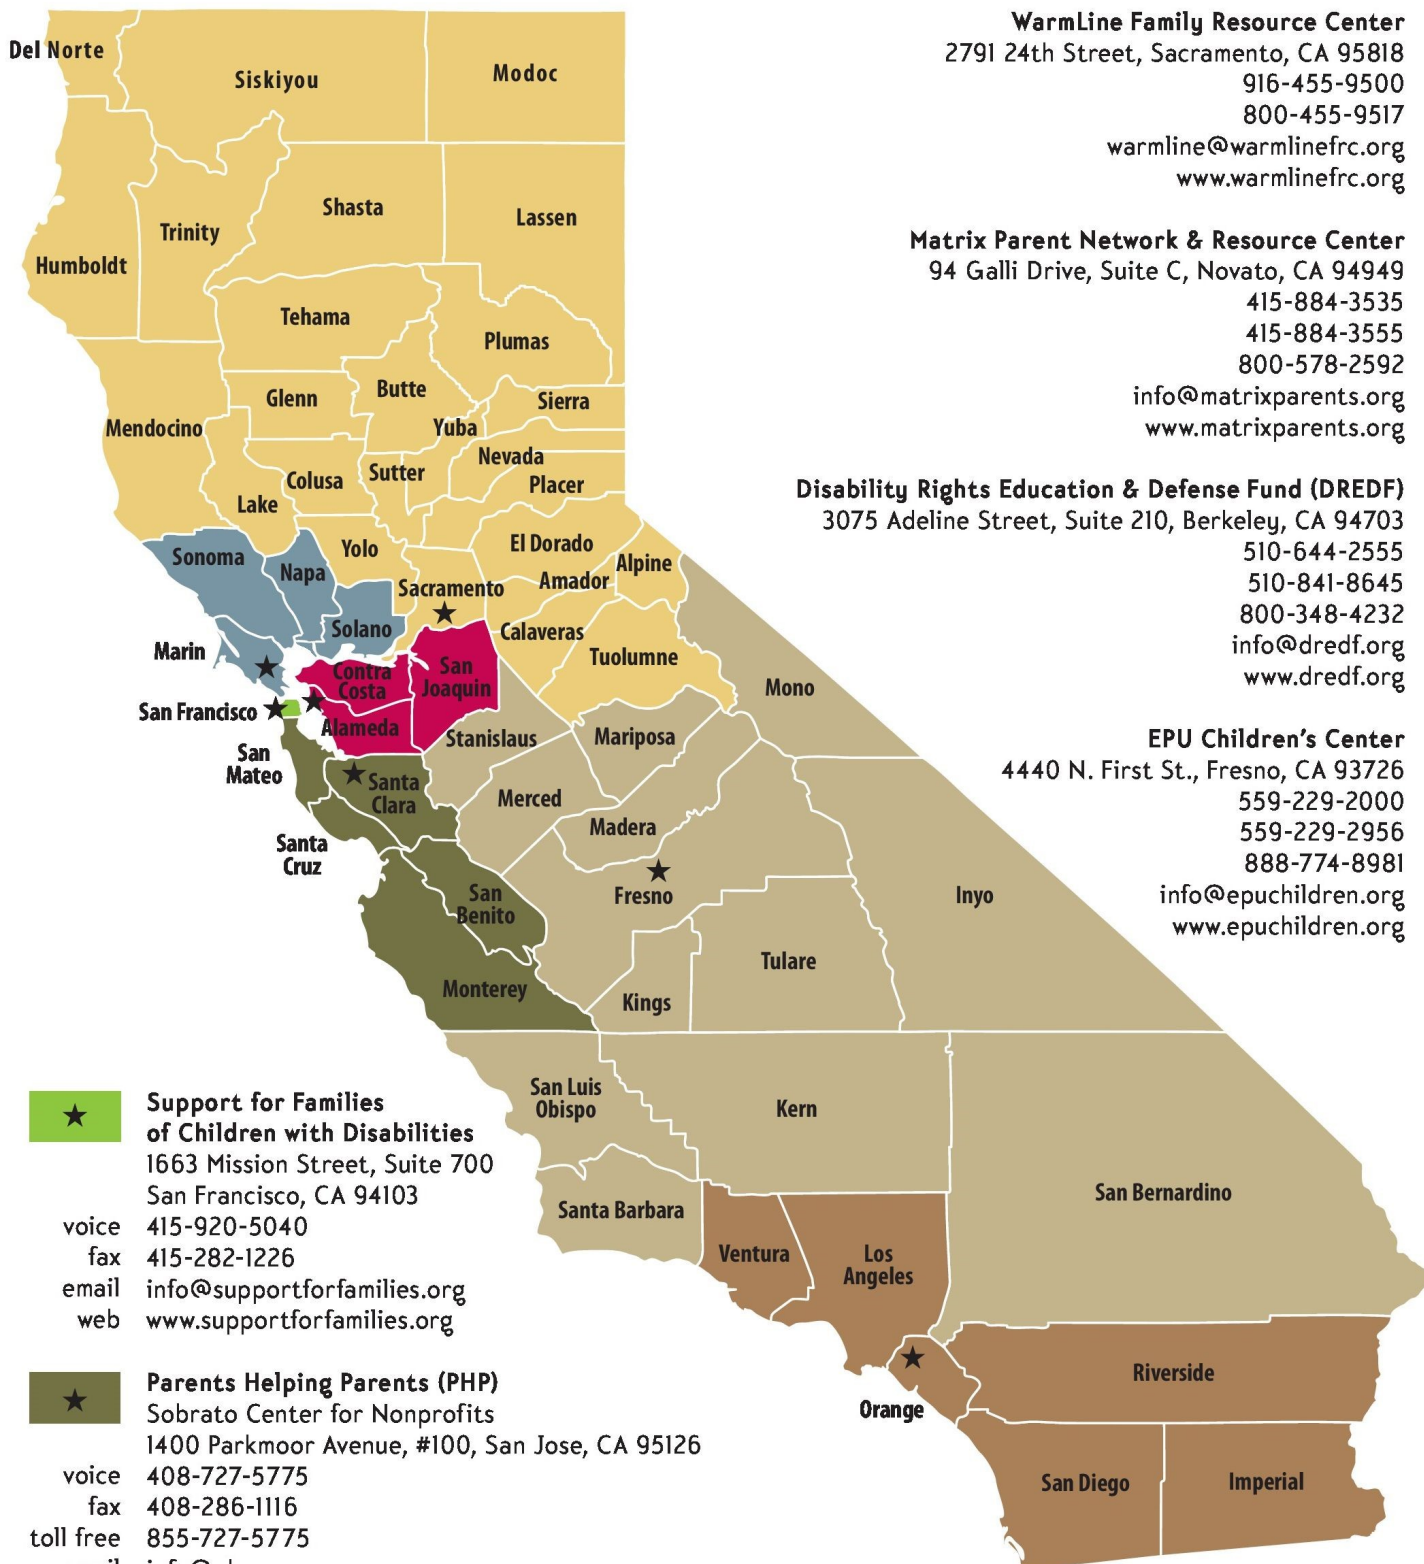 WarmLine Family Resource Center
2791 24th Street, Sacramento, CA 95818
916-455-9500
800-455-9517
warmline@warmlinefrc.org
www.warmlinefrc.org
Matrix Parent Network & Resource Center
94 Galli Drive, Suite C, Novato, CA 94949
415-884-3535
415-884-3555
800-578-2592
info@matrixparents.org
www.matrixparents.org
Disability Rights Education & Defense Fund (DREDF)
3075 Adeline Street, Suite 210, Berkeley, CA 94703
510-644-2555
510-841-8645
800-348-4232
info@dredf.org
www.dredf.org
EPU Children's Center
4440 N. First St., Fresno, CA 93726
559-229-2000
559-229-2956
888-774-8981
info@epuchildren.org
www.epuchildren.org
Del Norte
Siskiyou
Modoc
Humboldt
Trinity
Shasta
Lassen
Tehama
Plumas
Mendocino
Glenn
Butte
Sierra
Yuba
Nevada
Placer
Lake
Colusa
Sutter
Sonoma
Napa
Yolo
El Dorado
Alpine
Amador
Sacramento
Solano
Calaveras
Tuolumne
Marin
Contra
Costa
San
Joaquin
Mono
San Francisco
Alameda
Stanislaus
Mariposa
San
Mateo
Santa
Clara
Merced
Madera
Santa
Cruz
San
Benito
Fresno
Inyo
Monterey
Kings
Tulare
San Luis
Obispo
Kern
San Bernardino
Santa Barbara
Ventura
Los
Angeles
Orange
Riverside
San Diego
Imperial
Support for Families
of Children with Disabilities
1663 Mission Street, Suite 700
San Francisco, CA 94103
voice 415-920-5040
fax 415-282-1226
email info@supportforfamilies.org
web www.supportforfamilies.org
Parents Helping Parents (PHP)
Sobrato Center for Nonprofits
1400 Parkmoor Avenue, #100, San Jose, CA 95126
voice 408-727-5775
fax 408-286-1116
toll free 855-727-5775